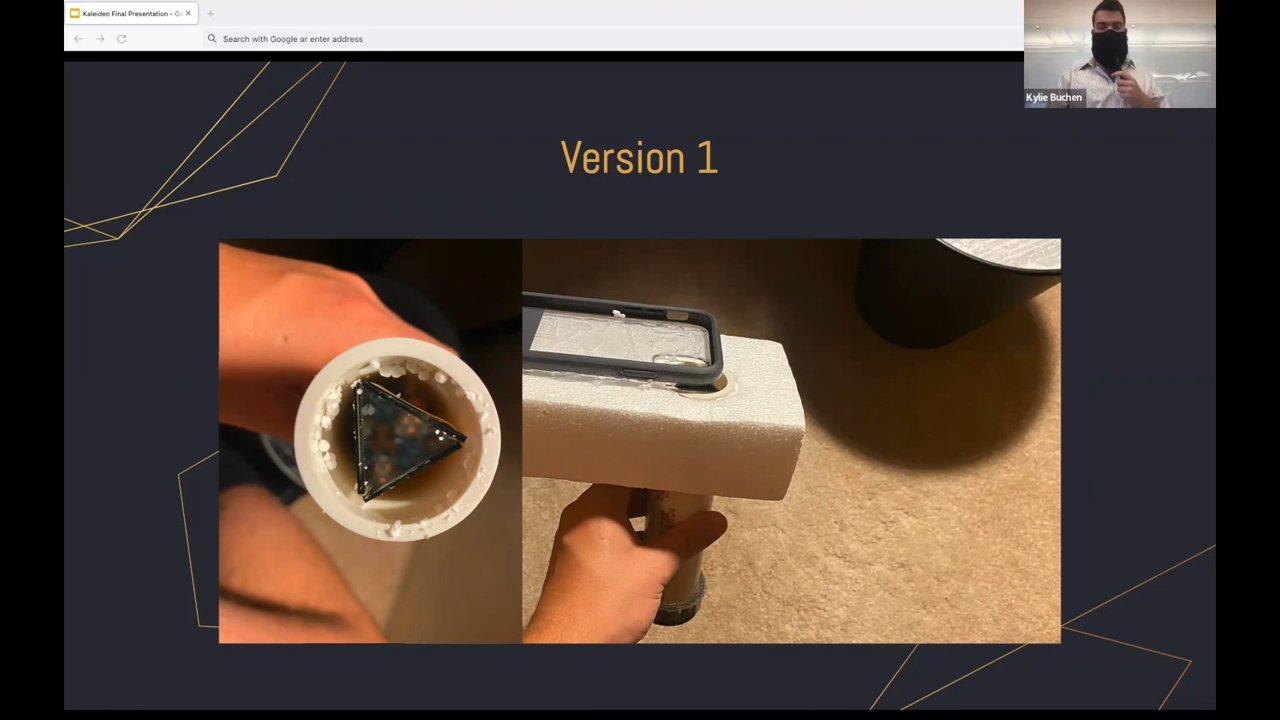 Kaleideo Final Presentation - G
Search with Google or enter address
Kylie Buchen
Version 1